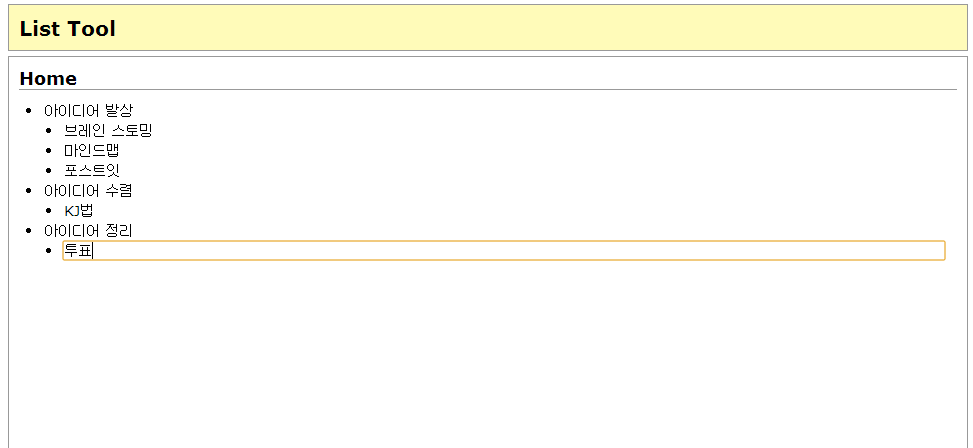 List Tool
Home
아이디어 발상
브레인 스토밍
마인드맵
포스트잇
아이디어 수렴
KJ법
아이디어 정리
투표